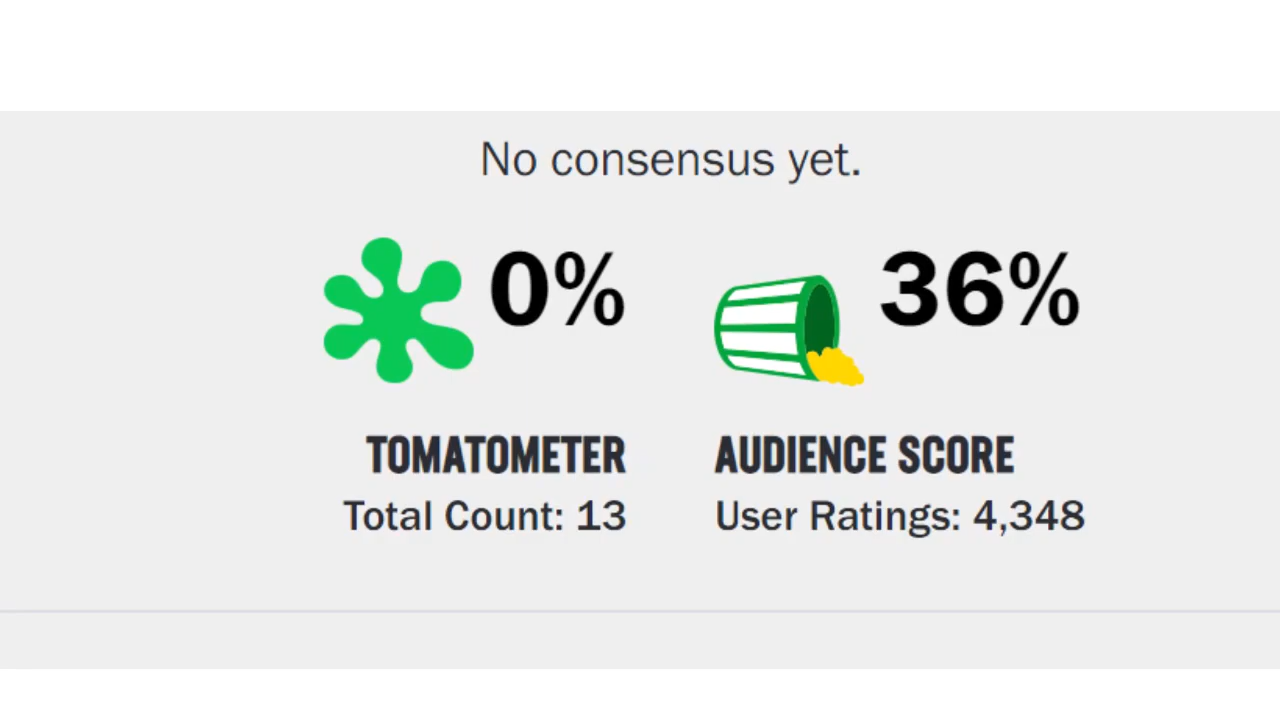 No consensus yet.
0%
36%
TOMATOMETER
AUDIENCE SCORE
Total Count: 13
User Ratings: 4,348